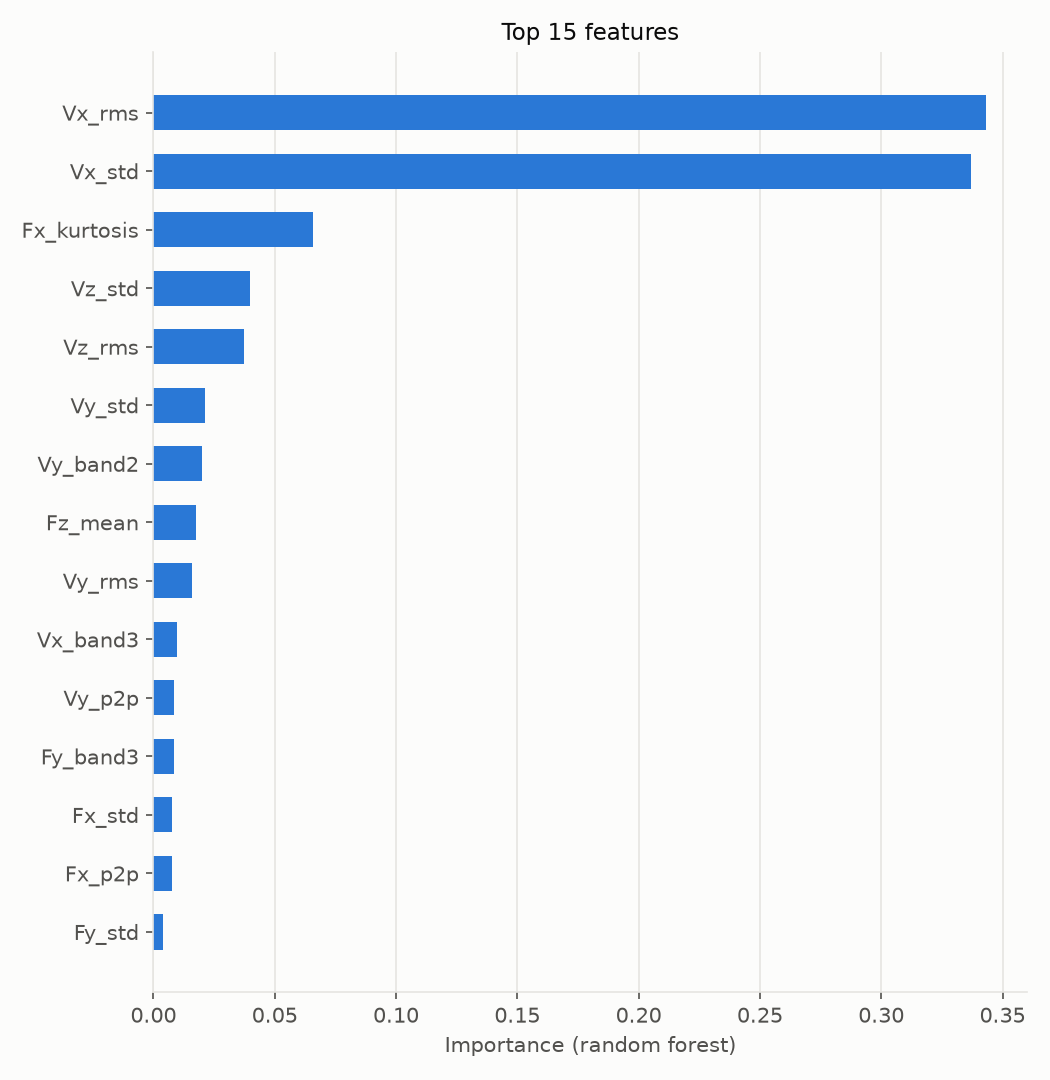 Top 15 features
Vx_rms
Vx_std
Fx_kurtosis
Vz_std
Vz_rms
Vy_std
Vy_band2
Fz_mean
Vy_rms
Vx_band3
Vy_p2p
Fy_band3
Fx_std
Fx_p2p
Fy_std
0.00 0.05 0.10 0.15 0.20 0.25 0.30 0.35
Importance (random forest)